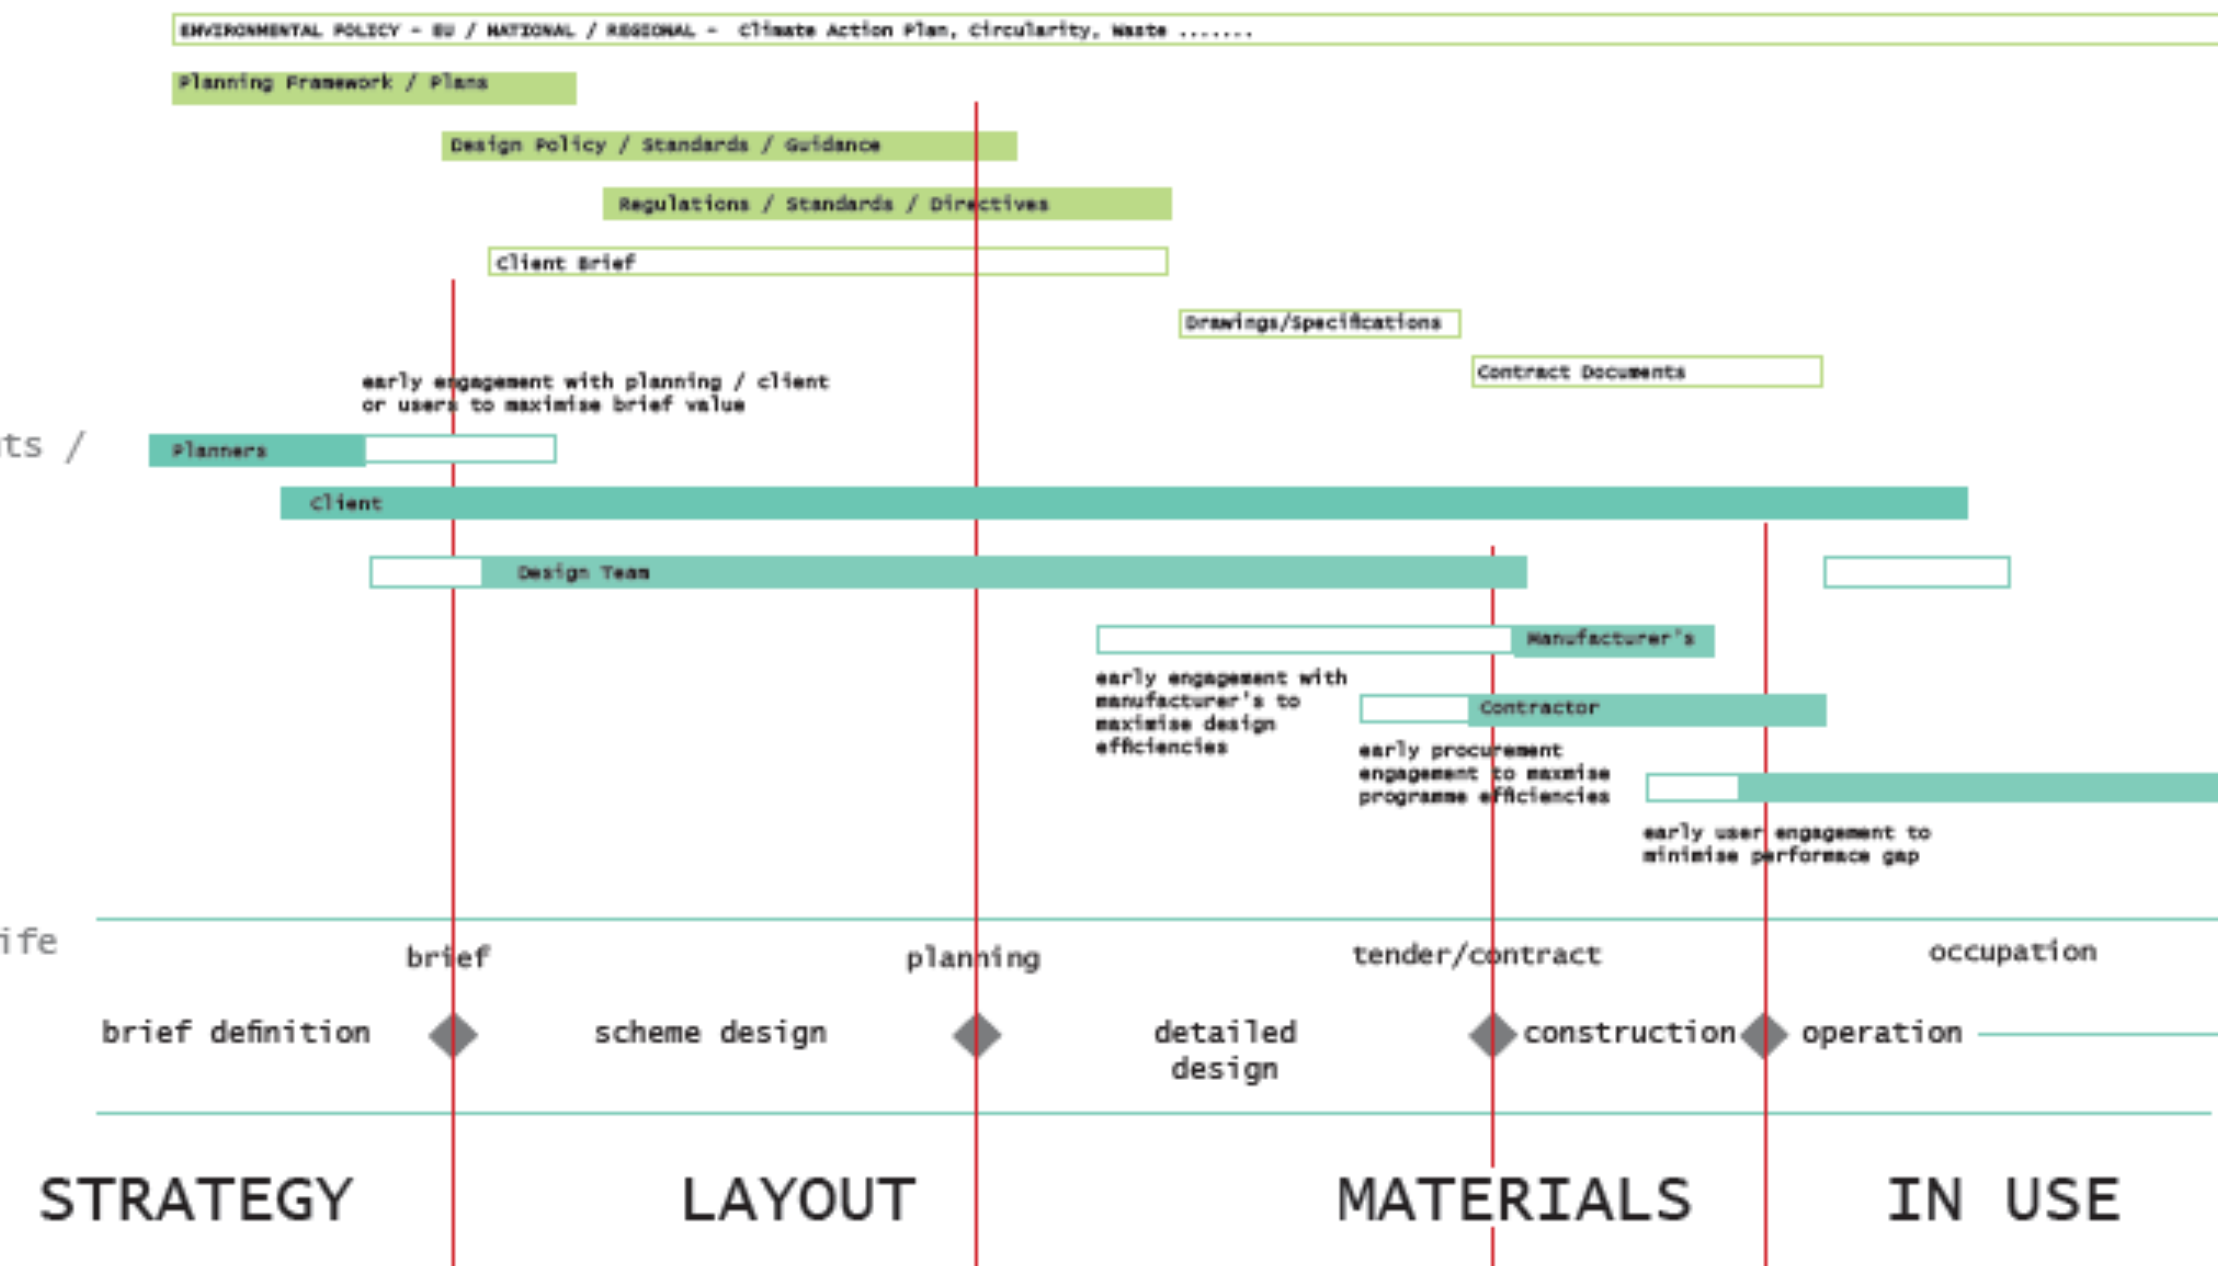 ENVIRONMENTAL POLICY - EU / NATIONAL / REGIONAL - Climate Action Plan, Circularity, Waste .......
Planning Framework / Plans
Design Policy / Standards / Guidance
Regulations / Standards / Directives
Client Brief
Drawings/Specifications
Contract Documents
early engagement with planning / client
or users to maximise brief value
ts /
Planners
Client
Design Team
Manufacturer's
early engagement with
manufacturer's to
maximise design
efficiencies
Contractor
early procurement
engagement to maxmise
programme efficiencies
early user engagement to
minimise performace gap
ife
brief
planning
tender/contract
occupation
brief definition
scheme design
detailed
design
construction
operation
STRATEGY
LAYOUT
MATERIALS
IN USE